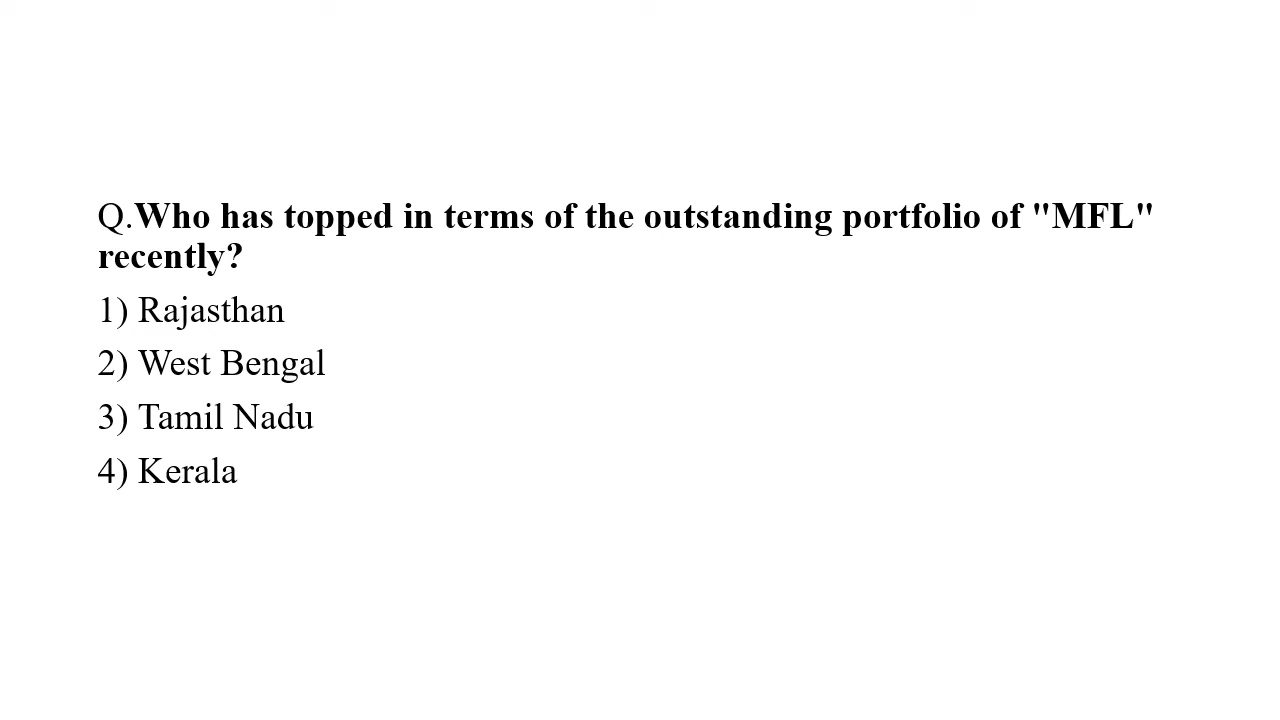 Q.Who has topped in terms of the outstanding portfolio of "MFL"
recently?
1) Rajasthan
2) West Bengal
3) Tamil Nadu
4) Kerala